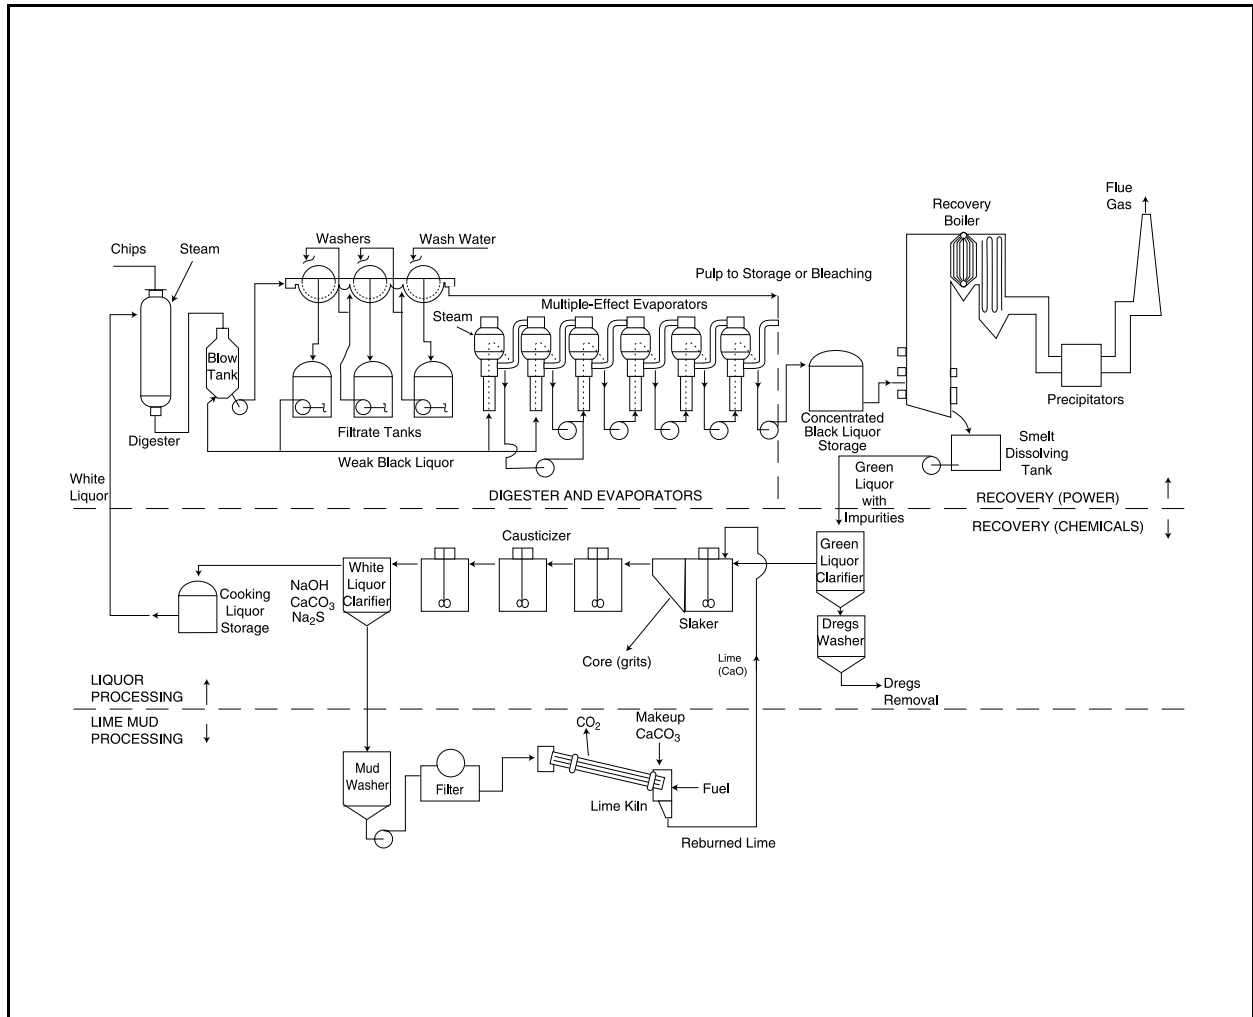 Flue
Gas
Recovery
Boiler
Chips
Steam
Washers
Wash Water
Pulp to Storage or Bleaching
Multiple-Effect Evaporators
Steam
Blow
Tank
Precipitators
Digester
Filtrate Tanks
Concentrated
Black Liquor
Storage
Smelt
Dissolving
Tank
Weak Black Liquor
White
Liquor
Green
Liquor
with
Impurities
DIGESTER AND EVAPORATORS
RECOVERY (POWER)
RECOVERY (CHEMICALS)
Causticizer
Green
Liquor
Clarifier
White
Liquor
Clarifier
NaOH
CaCO3
Na2S
Cooking
Liquor
Storage
Slaker
Dregs
Washer
Core (grits)
Lime
(CaO)
Dregs
Removal
LIQUOR
PROCESSING
LIME MUD
PROCESSING
CO2
Makeup
CaCO3
Mud
Washer
Filter
Fuel
Lime Kiln
Reburned Lime